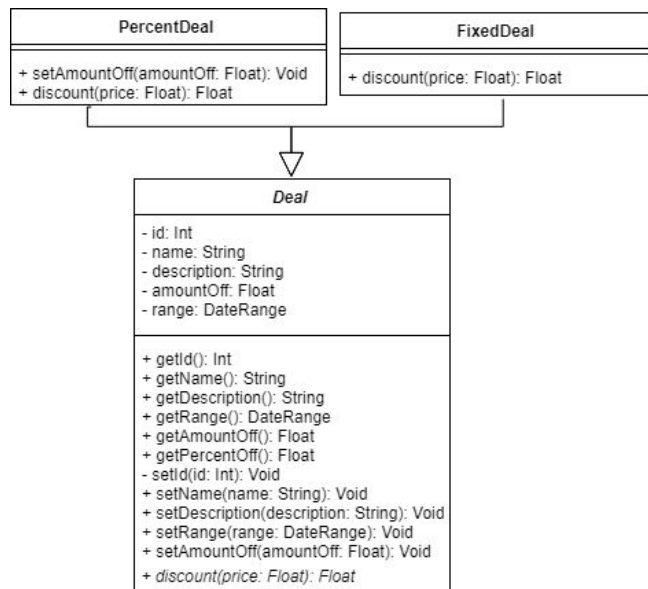 PercentDeal
+ setAmountOff(amountOff: Float): Void
+ discount(price: Float): Float
FixedDeal
+ discount(price: Float): Float
Deal
- id: Int
- name: String
- description: String
- amountOff: Float
- range: DateRange
+ getId(): Int
+ getName(): String
+ getDescription(): String
+ getRange(): DateRange
+ getAmountOff(): Float
+ getPercentOff(): Float
- setId(id: Int): Void
+ setName(name: String): Void
+ setDescription(description: String): Void
+ setRange(range: DateRange): Void
+ setAmountOff(amountOff: Float): Void
+ discount(price: Float): Float